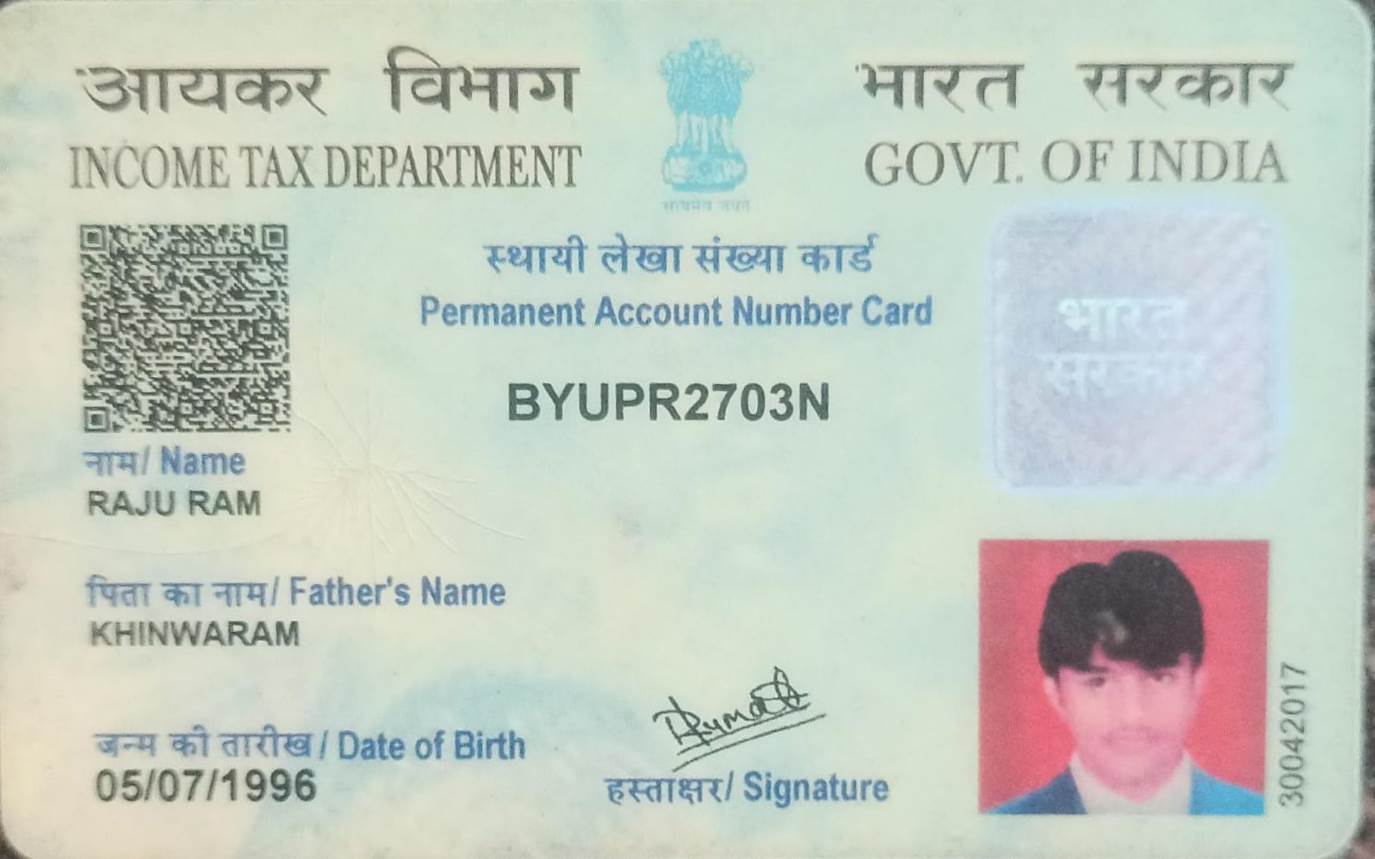 आयकर विभाग
INCOME TAX DEPARTMENT
सत्यमेव जयते
भारत सरकार
GOVT. OF INDIA
स्थायी लेखा संख्या कार्ड
Permanent Account Number Card
BYUPR2703N
भारत
सरकार
नाम/ Name
RAJU RAM
पिता का नाम/ Father's Name
KHINWARAM
जन्म की तारीख/ Date of Birth
05/07/1996
हस्ताक्षर/ Signature
30042017